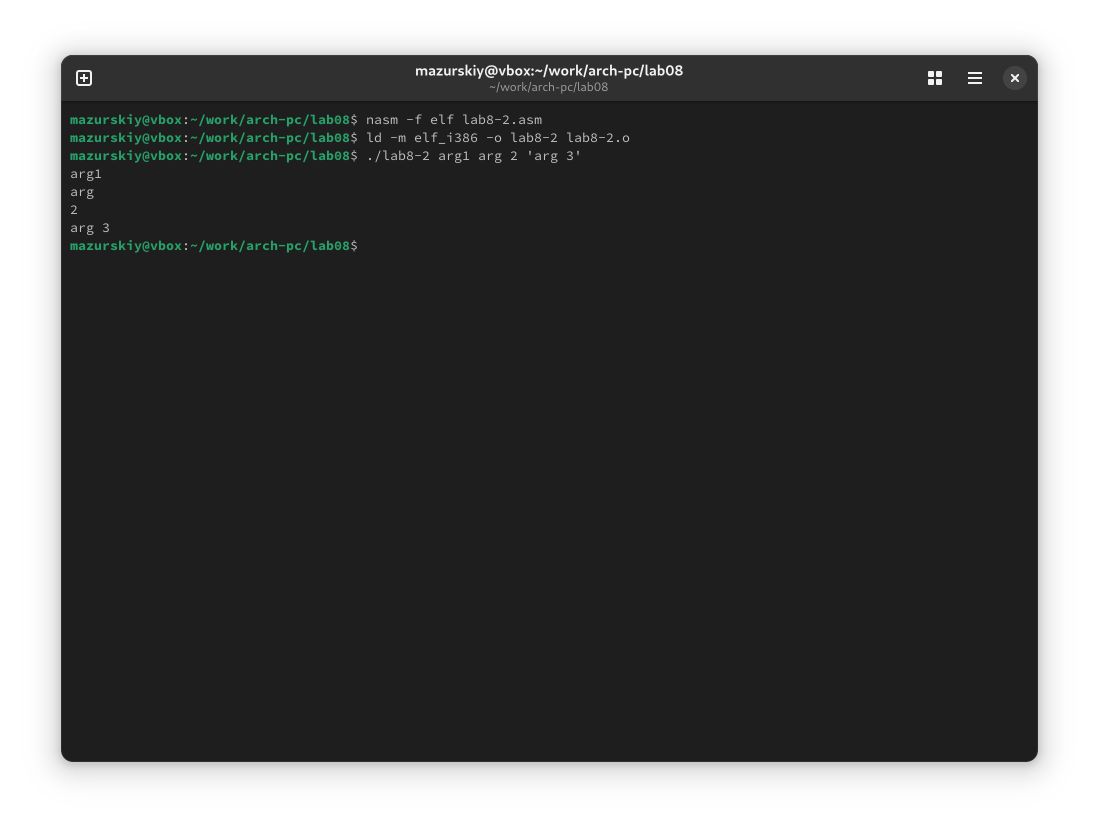 mazurskiy@vbox:~/work/arch-pc/lab08
~/work/arch-pc/lab08
mazurskiy@vbox:~/work/arch-pc/lab08$ nasm -f elf lab8-2.asm
mazurskiy@vbox:~/work/arch-pc/lab08$ ld -m elf_i386 -o lab8-2 lab8-2.o
mazurskiy@vbox:~/work/arch-pc/lab08$ ./lab8-2 arg1 arg 2 'arg 3'
arg1
arg
2
arg 3
mazurskiy@vbox:~/work/arch-pc/lab08$